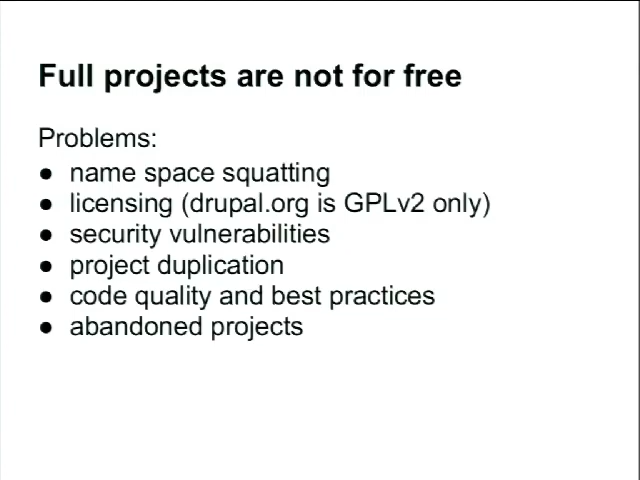 Full projects are not for free
Problems:
● name space squatting
● licensing (drupal.org is GPLv2 only)
● security vulnerabilities
● project duplication
● code quality and best practices
● abandoned projects